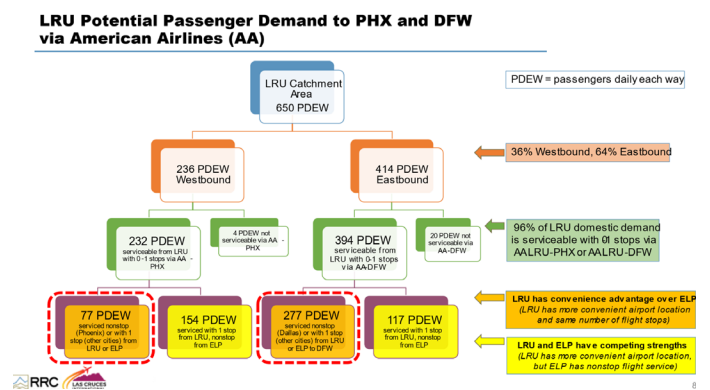 LRU Potential Passenger Demand to PHX and DFW
via American Airlines (AA)
LRU Catchment
Area
650 PDEW
PDEW = passengers daily each way
236 PDEW
Westbound
414 PDEW
Eastbound
36% Westbound, 64% Eastbound
232 PDEW
serviceable from LRU
with 0-1 stops via AA -
PHX
4 PDEW not
serviceable via AA -
PHX
394 PDEW
serviceable from
LRU with 0-1 stops
via AA-DFW
20 PDEW not
serviceable via
AA-DFW
96% of LRU domestic demand
is serviceable with 01 stops via
AALRU-PHX or AALRU-DFW
77 PDEW
serviced nonstop
(Phoenix) or with 1
stop (other cities) from
LRU or ELP
154 PDEW
serviced with 1 stop
from LRU, nonstop
from ELP
277 PDEW
serviced nonstop
(Dallas) or with 1 stop
(other cities) from LRU
or ELP to DFW
117 PDEW
serviced with 1 stop
from LRU, nonstop
from ELP
LRU has convenience advantage over ELP
(LRU has more convenient airport location
and same number of flight stops)
LRU and ELP have competing strengths
(LRU has more convenient airport location,
but ELP has nonstop flight service)
RRC
LAS CRUCES
INTERNATIONAL
8